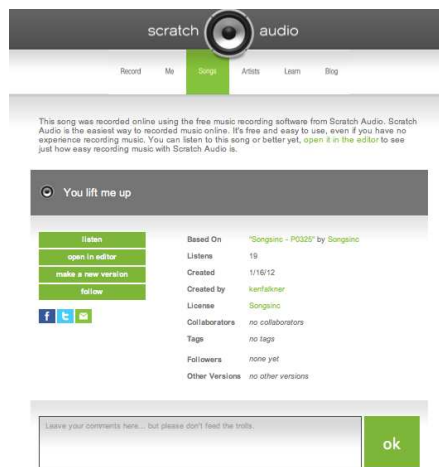 scratch audio
Record Me Songs Artists Learn Blog
This song was recorded online using the free music recording software from Scratch Audio. Scratch
Audio is the easiest way to recorded music online. It's free and easy to use, even if you have no
experience recording music. You can listen to this song or better yet, open it in the editor to see
just how easy recording music with Scratch Audio is.
You lift me up
listen
open in editor
make a new version
follow
Based On "Songsinc - P0325" by Songsinc
Listens 19
Created 1/16/12
Created by kenfalkner
License Songsinc
Collaborators no collaborators
Tags no tags
Followers none yet
Other Versions no other versions
Leave your comments here... but please don't feed the trolls.
ok